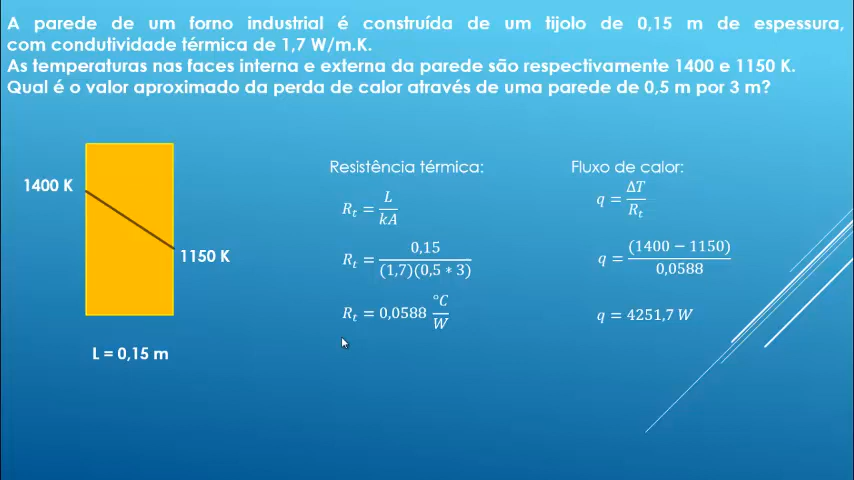 A parede de um forno industrial é construída de um tijolo de 0,15 m de espessura,
com condutividade térmica de 1,7 W/m.K.
As temperaturas nas faces interna e externa da parede são respectivamente 1400 e 1150 K.
Qual é o valor aproximado da perda de calor através de uma parede de 0,5 m por 3 m?
1400 K
1150 K
L = 0,15 m
Resistência térmica:
R_t = L / kA
R_t = 0,15 / (1,7)(0,5 * 3)
R_t = 0,0588 °C / W
Fluxo de calor:
q = ΔT / R_t
q = (1400 − 1150) / 0,0588
q = 4251,7 W